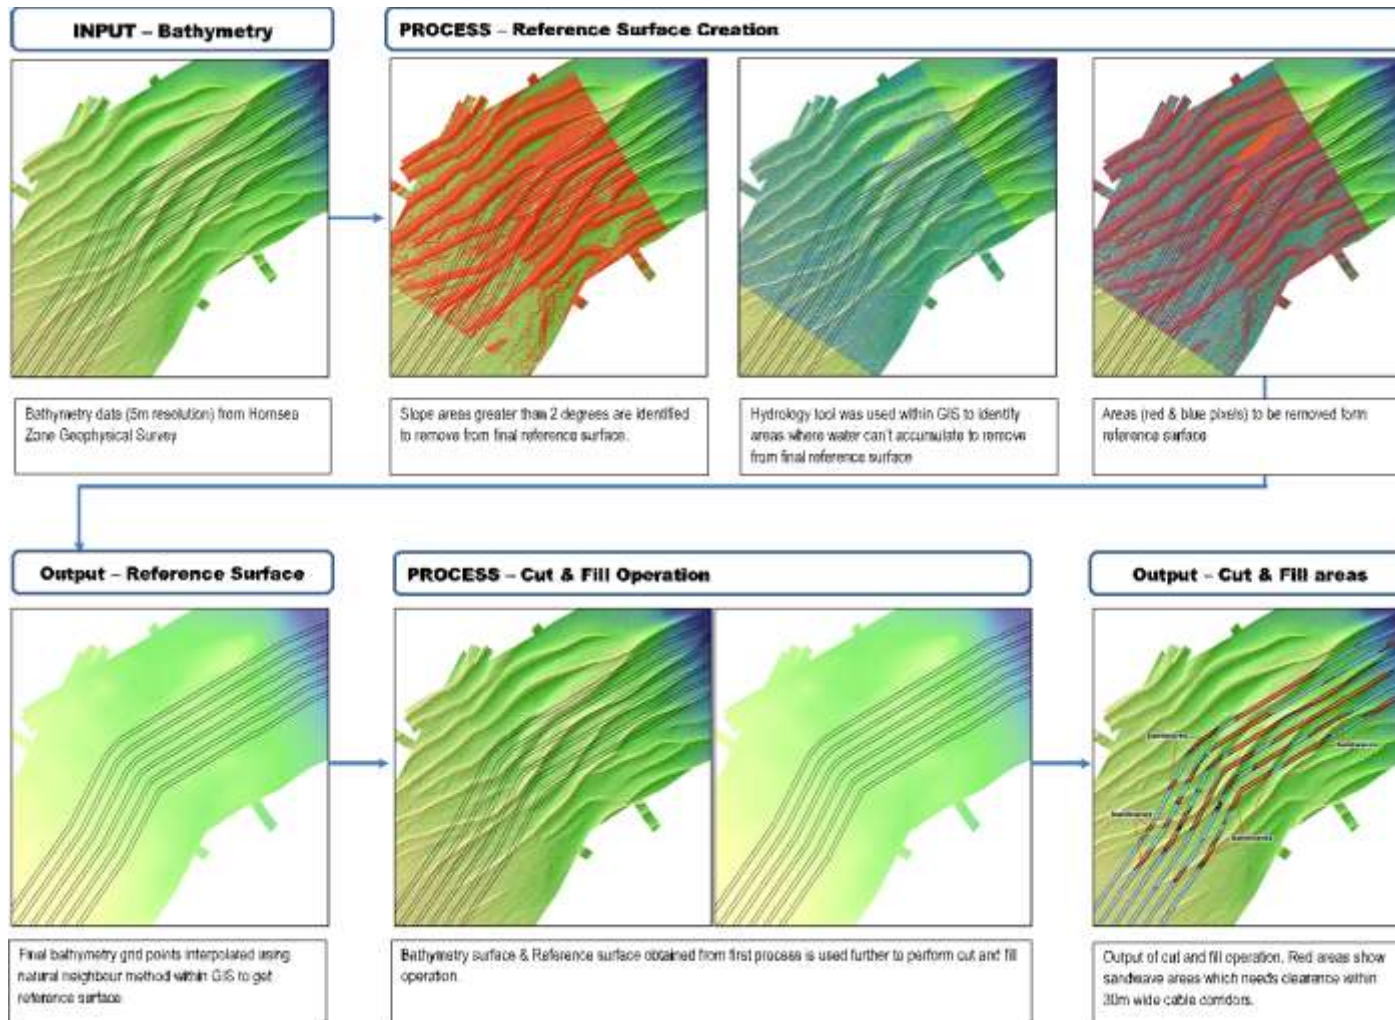 INPUT – Bathymetry
PROCESS – Reference Surface Creation
Bathymetry data (5m resolution) from Hornsea
Zone Geophysical Survey
Slope areas greater than 2 degrees are identified
to remove from final reference surface.
Hydrology tool was used within GIS to identify
areas where water can't accumulate to remove
from final reference surface
Areas (red & blue pixels) to be removed form
reference surface
Output – Reference Surface
PROCESS – Cut & Fill Operation
Output – Cut & Fill areas
Final bathymetry grid points interpolated using
natural neighbour method within GIS to get
reference surface
Bathymetry surface & Reference surface obtained from first process is used further to perform cut and fill
operation.
Output of cut and fill operation. Red areas show
sandwave areas which needs clearance within
30m wide cable corridors.